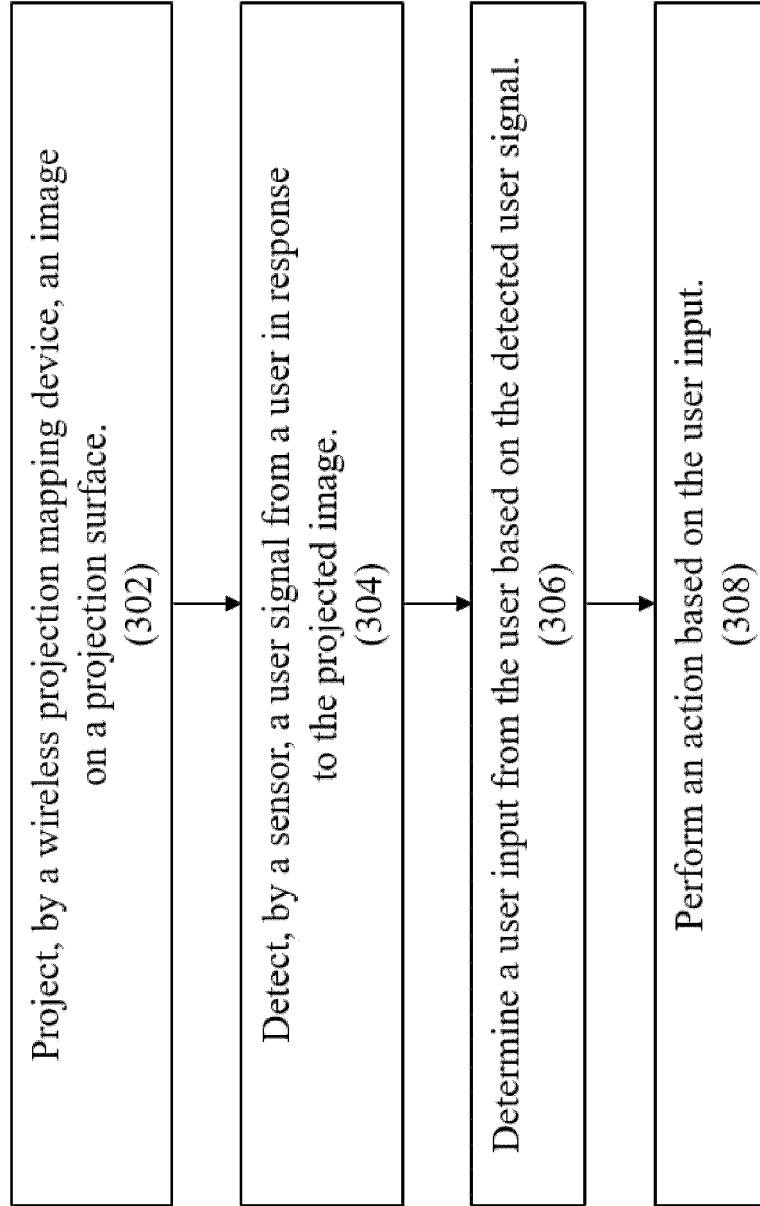 Project, by a wireless projection mapping device, an image
on a projection surface.
(302)
Detect, by a sensor, a user signal from a user in response
to the projected image.
(304)
Determine a user input from the user based on the detected user signal.
(306)
Perform an action based on the user input.
(308)